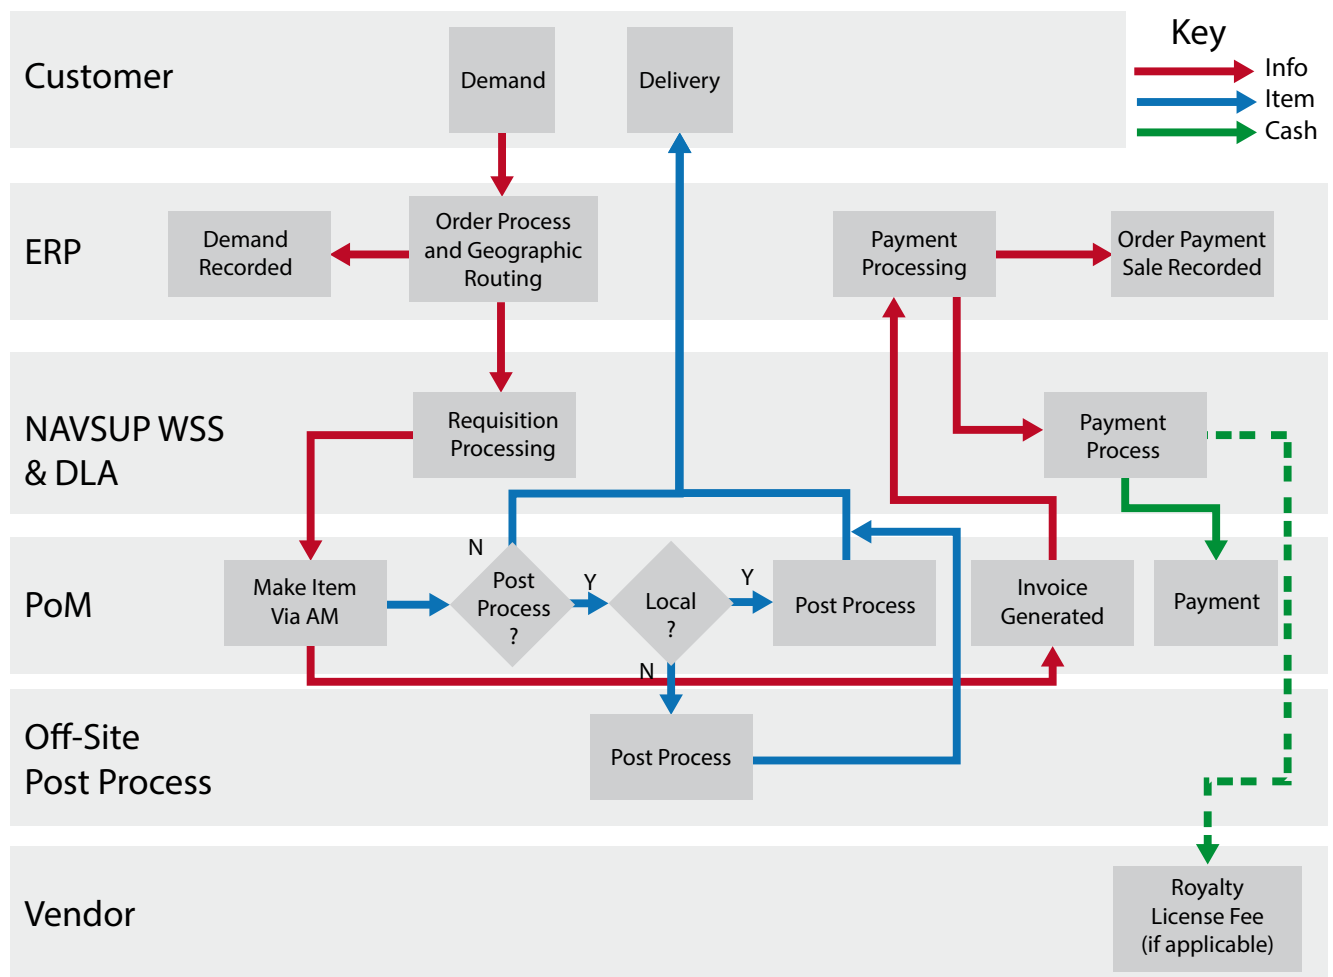 Key
Info
Item
Cash
Customer
Demand
Delivery
ERP
Demand
Recorded
Order Process
and Geographic
Routing
Payment
Processing
Order Payment
Sale Recorded
NAVSUP WSS
& DLA
Requisition
Processing
Payment
Process
PoM
Make Item
Via AM
N
Post
Process
?
Y
Local
?
Y
N
Post Process
Invoice
Generated
Payment
Off-Site
Post Process
Post Process
Vendor
Royalty
License Fee
(if applicable)